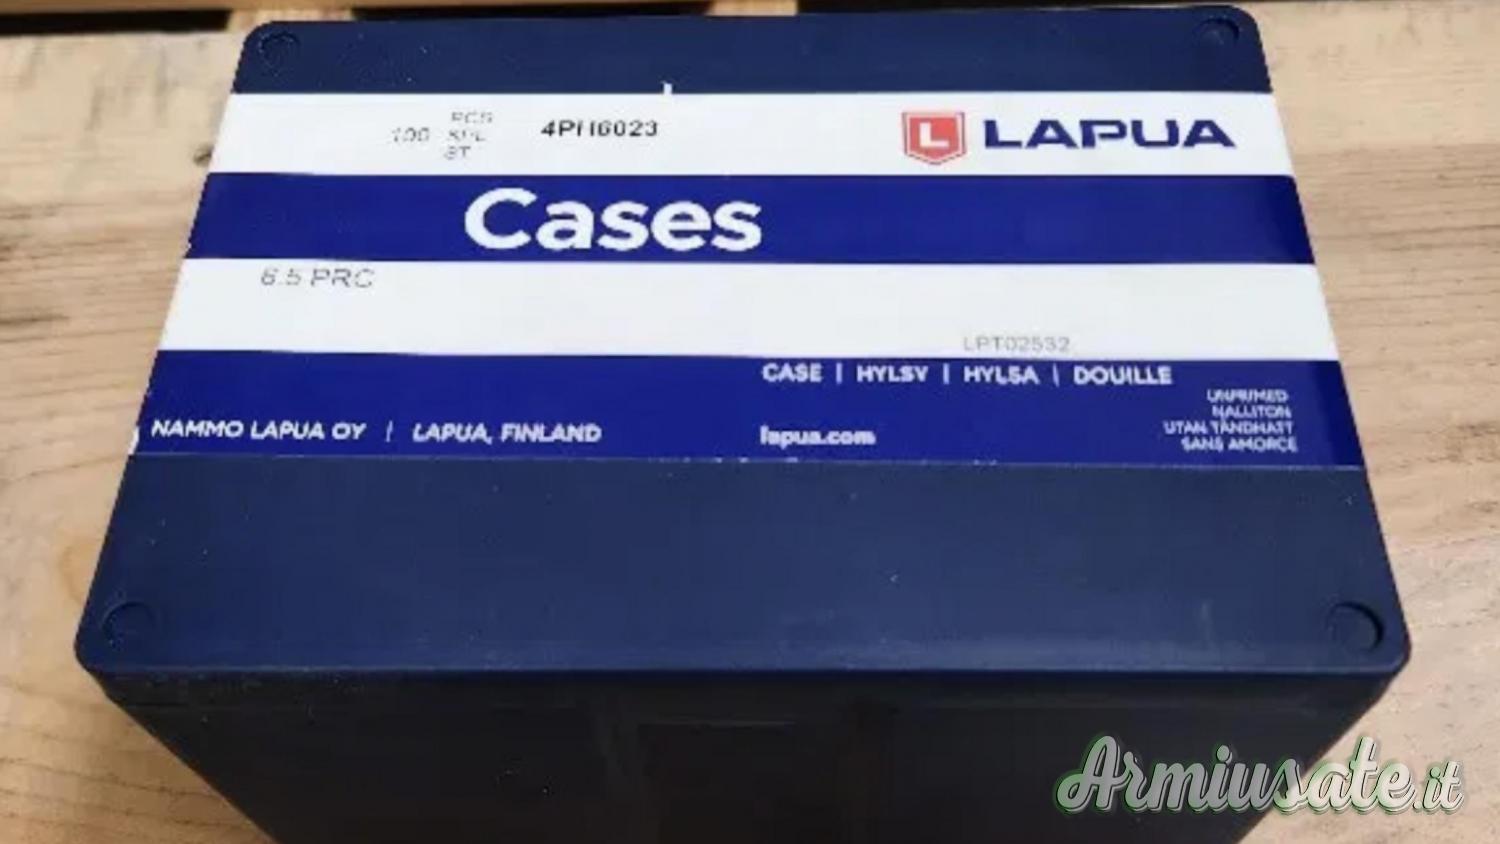 100 PCS
KPL
ST
4PH6023
L LAPUA
Cases
6.5 PRC
LPT02532
CASE | HYLSY | HYLSA | DOUILLE
UNPRIMED
NALLITON
UTAN TÄNDHATT
SANS AMORCE
NAMMO LAPUA OY | LAPUA, FINLAND
lapua.com
Armiusate.it